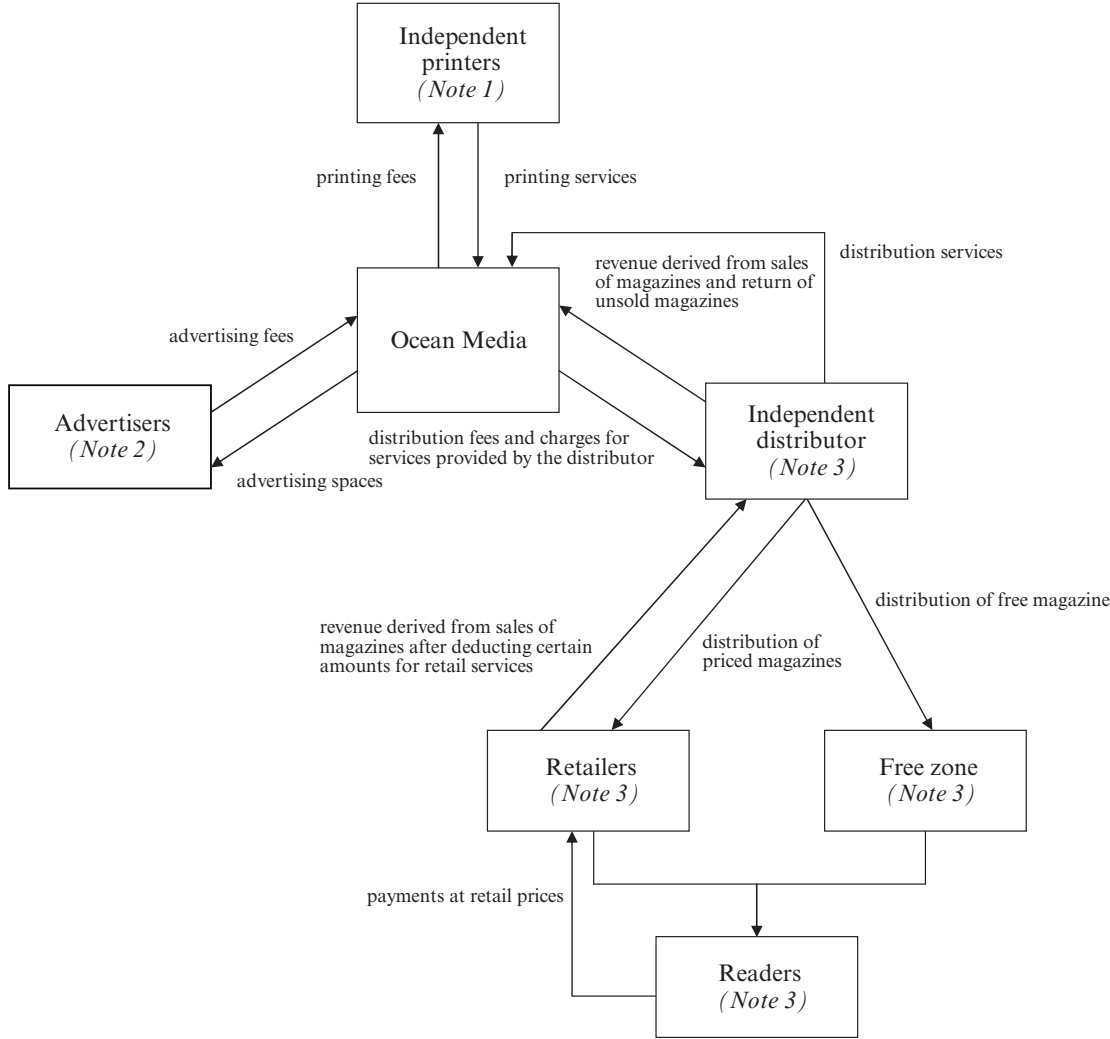 Independent
printers
(Note 1)
printing fees
printing services
distribution services
revenue derived from sales
of magazines and return of
unsold magazines
advertising fees
Ocean Media
Advertisers
(Note 2)
Independent
distributor
(Note 3)
distribution fees and charges for
services provided by the distributor
advertising spaces
distribution of free magazine
revenue derived from sales of
magazines after deducting certain
amounts for retail services
distribution of
priced magazines
Retailers
(Note 3)
Free zone
(Note 3)
payments at retail prices
Readers
(Note 3)